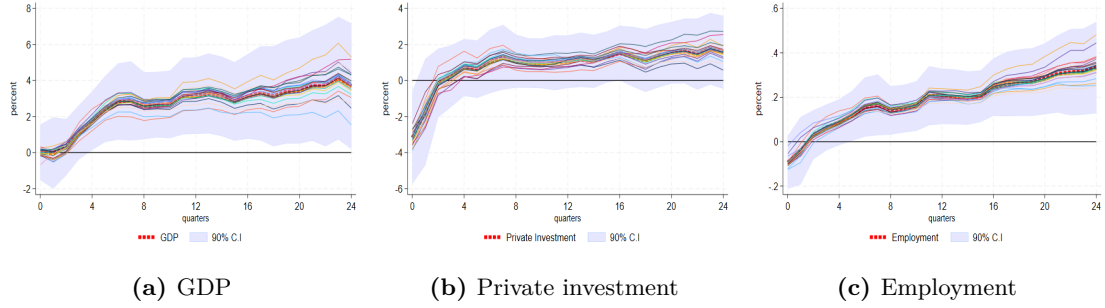 percent
8
6
4
2
0
-2
0 4 8 12 16 20 24
quarters
GDP 90% C.I
(a) GDP
percent
4
2
0
-2
-4
-6
0 4 8 12 16 20 24
quarters
Private Investment 90% C.I
(b) Private investment
percent
.6
.4
.2
0
-.2
0 4 8 12 16 20 24
quarters
Employment 90% C.I
(c) Employment